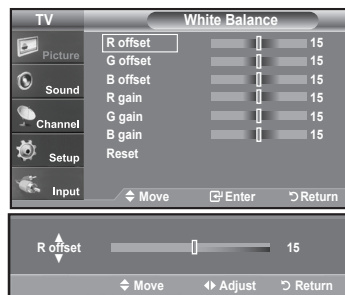 TV White Balance
Picture
Sound
Channel
Setup
Input
R offset 15
G offset 15
B offset 15
R gain 15
G gain 15
B gain 15
Reset
Move Enter Return
R offset 15
Move Adjust Return